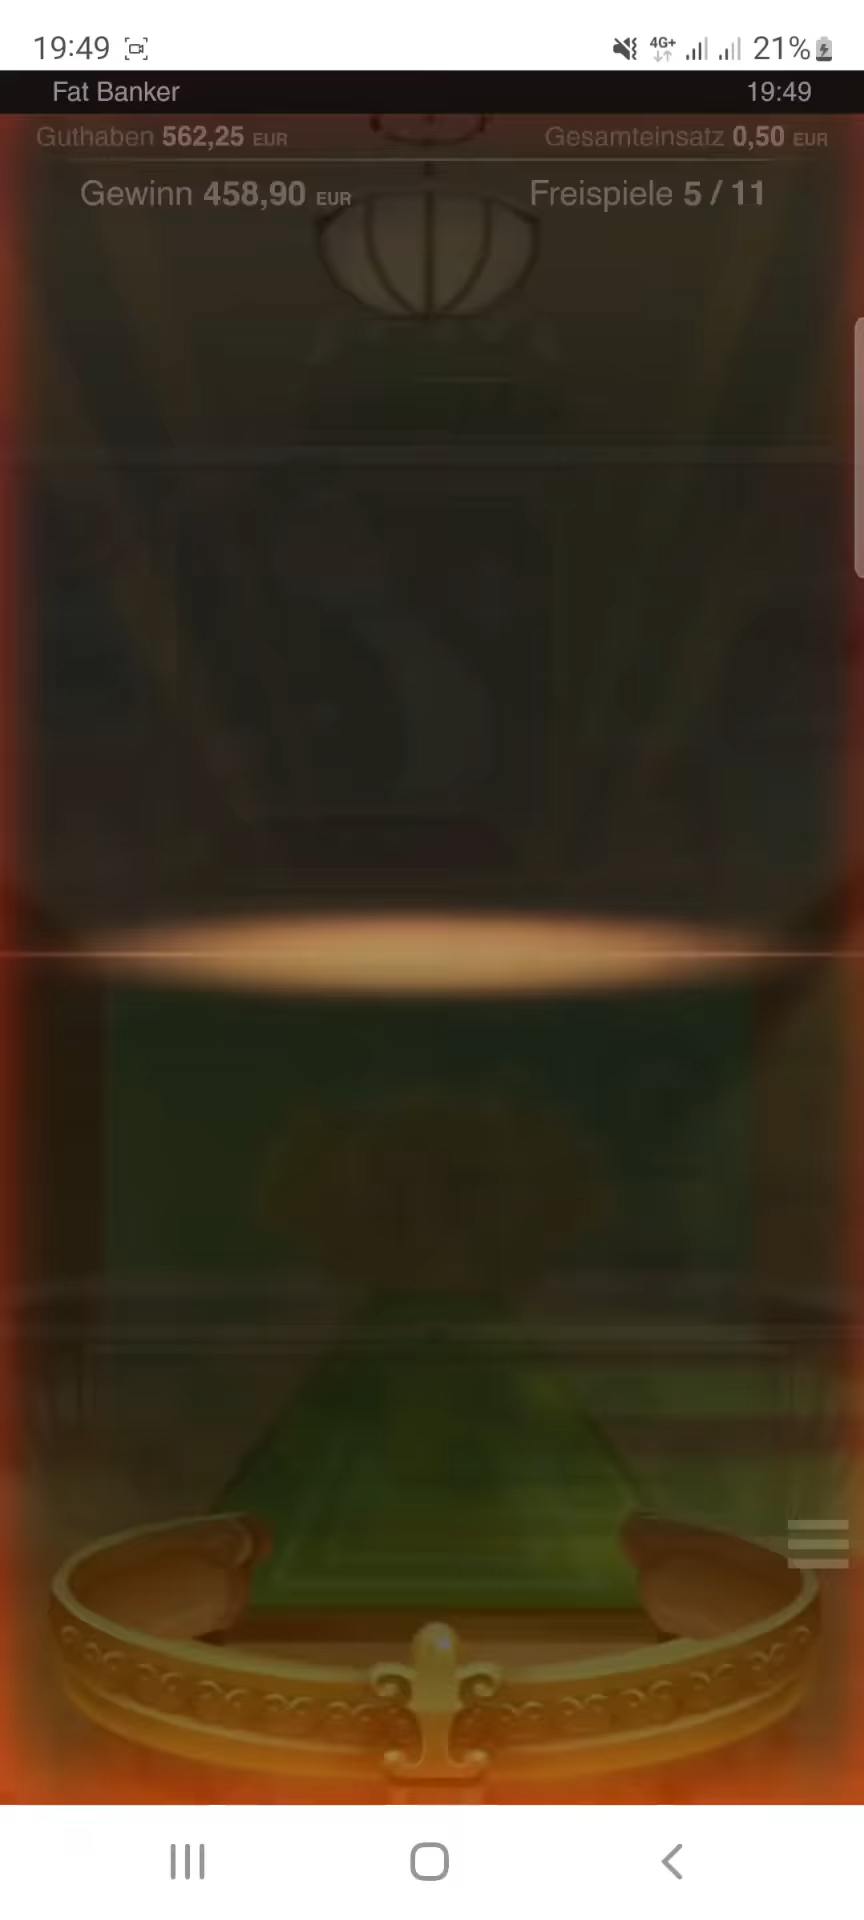 19:49 4G+ 21%
Fat Banker 19:49
Guthaben 562,25 EUR Gesamteinsatz 0,50 EUR
Gewinn 458,90 EUR Freispiele 5 / 11